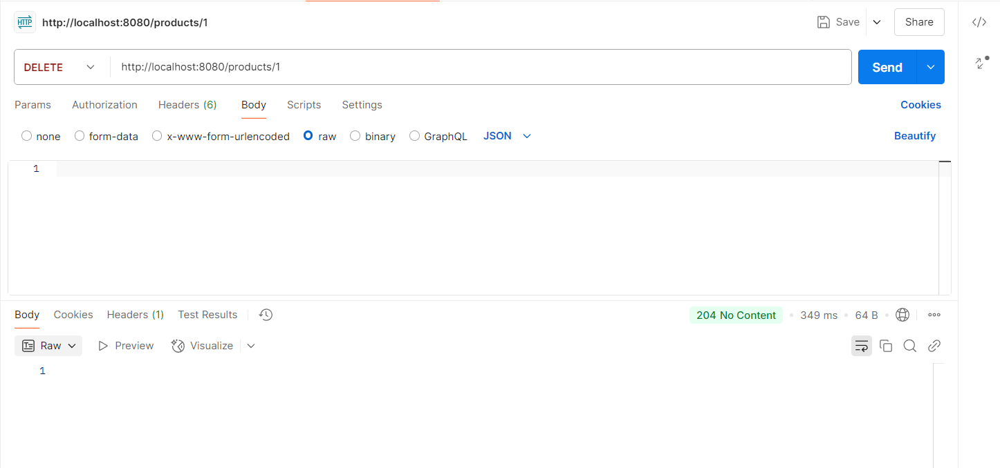 HTTP http://localhost:8080/products/1 Save Share
DELETE http://localhost:8080/products/1 Send
Params Authorization Headers (6) Body Scripts Settings Cookies
none form-data x-www-form-urlencoded raw binary GraphQL JSON Beautify
1
Body Cookies Headers (1) Test Results 204 No Content • 349 ms • 64 B •
Raw Preview Visualize
1